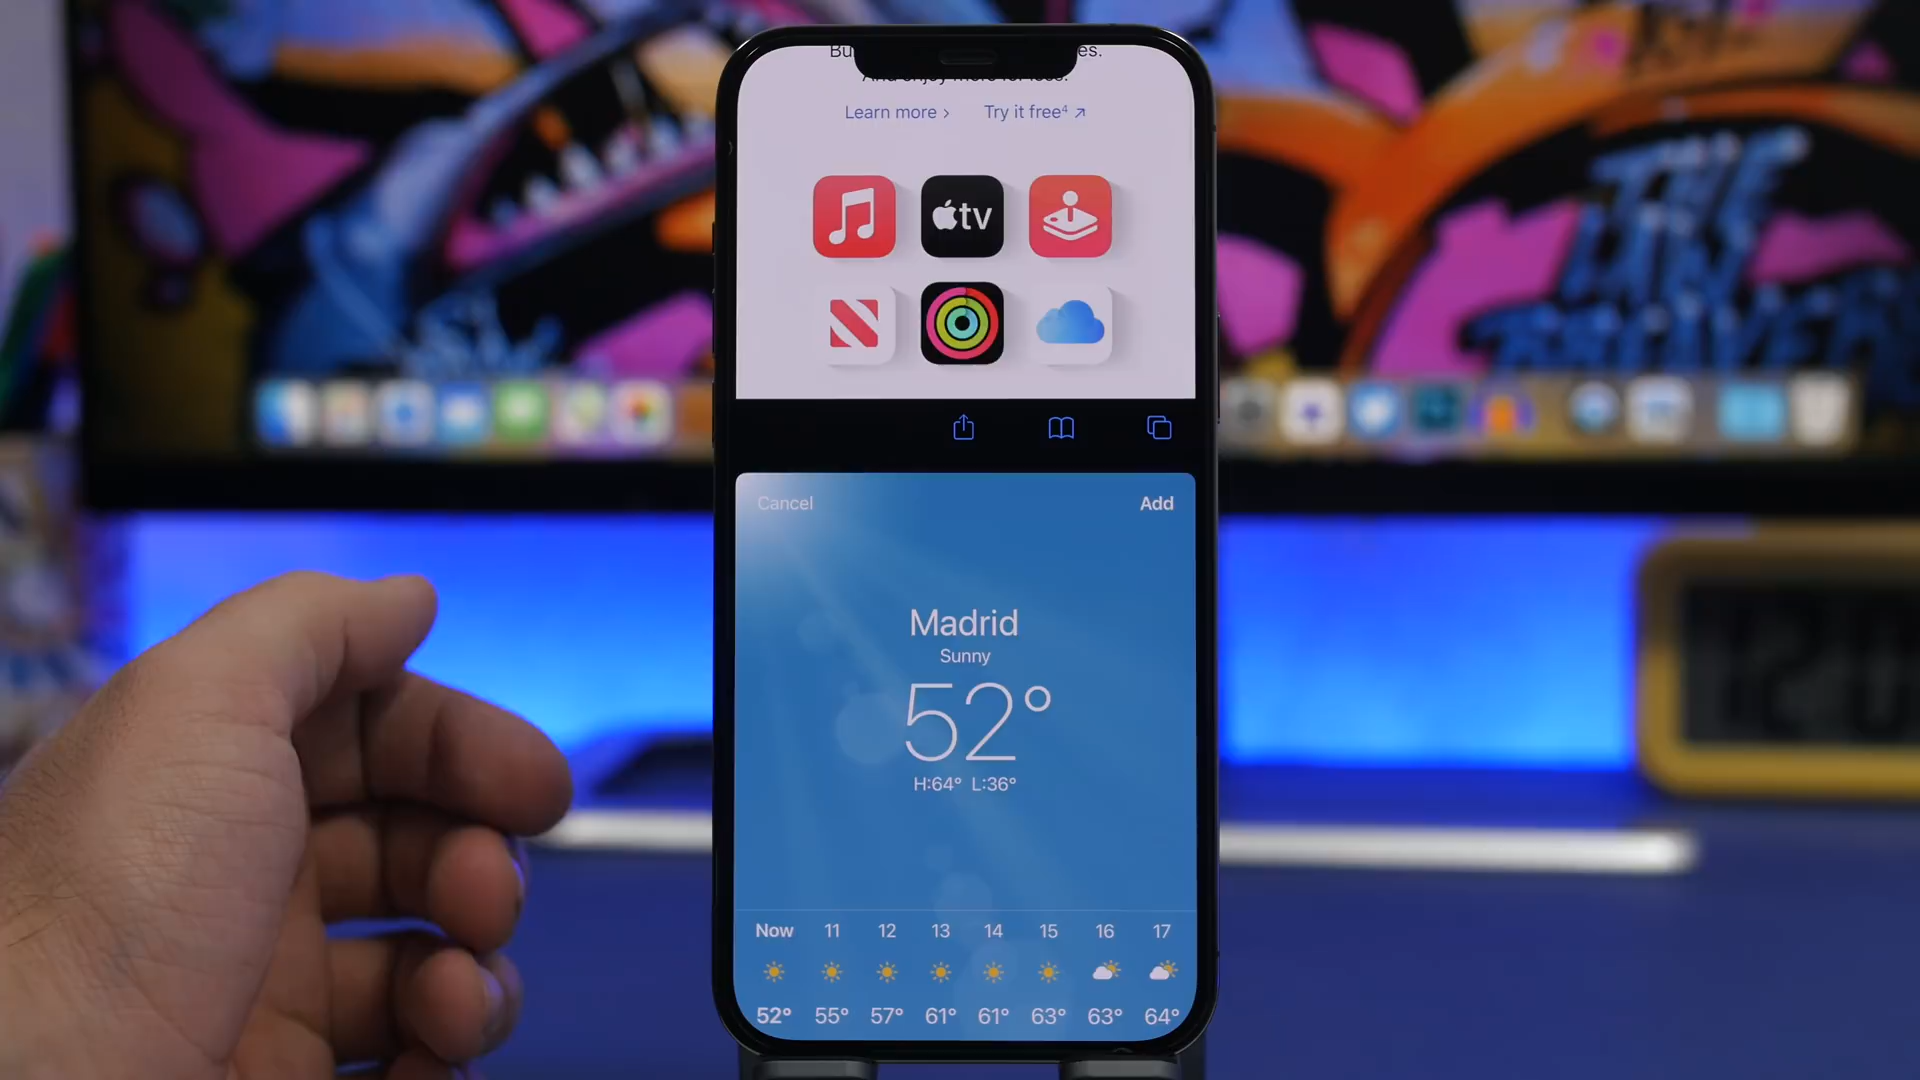 Learn more › Try it free⁴ ↗
tv
Cancel Add
Madrid
Sunny
52°
H:64° L:36°
Now 11 12 13 14 15 16 17
52° 55° 57° 61° 61° 63° 63° 64°
THE